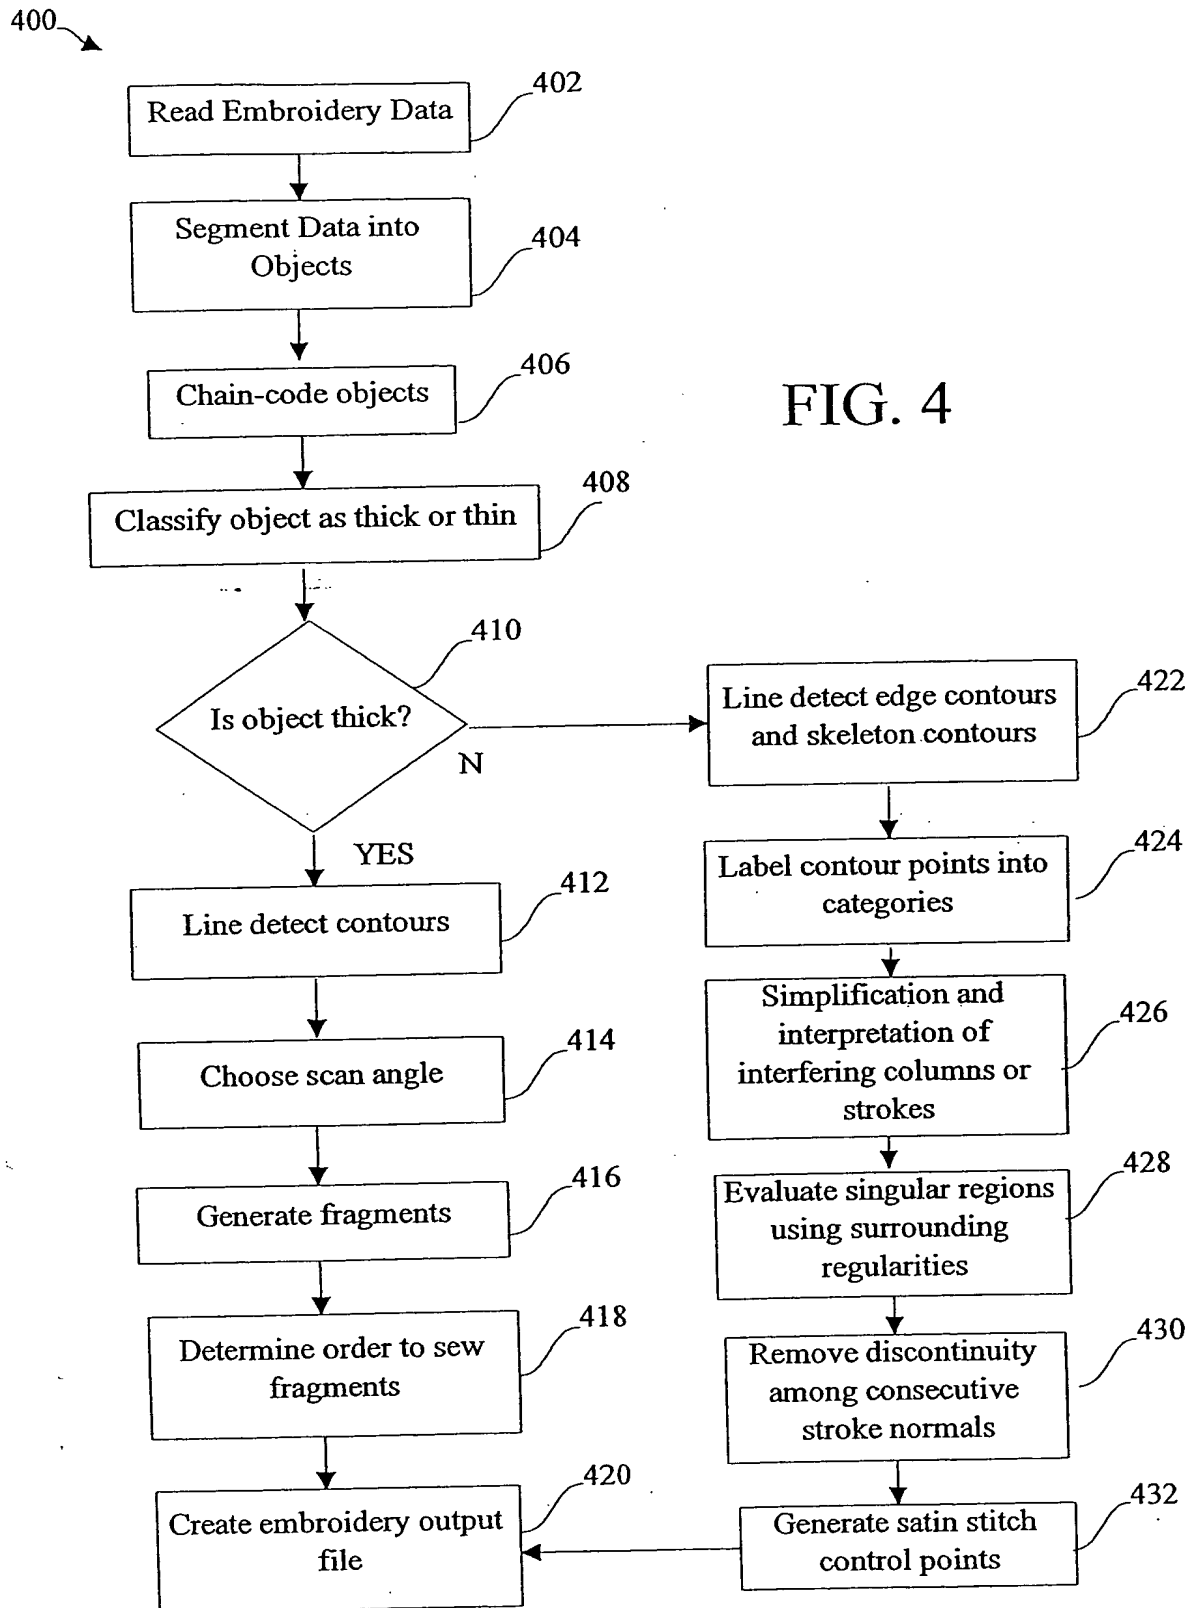 400
Read Embroidery Data
402
Segment Data into
Objects
404
Chain-code objects
406
FIG. 4
Classify object as thick or thin
408
Is object thick?
410
N
YES
Line detect contours
412
Choose scan angle
414
Generate fragments
416
Determine order to sew
fragments
418
Create embroidery output
file
420
Line detect edge contours
and skeleton contours
422
Label contour points into
categories
424
Simplification and
interpretation of
interfering columns or
strokes
426
Evaluate singular regions
using surrounding
regularities
428
Remove discontinuity
among consecutive
stroke normals
430
Generate satin stitch
control points
432